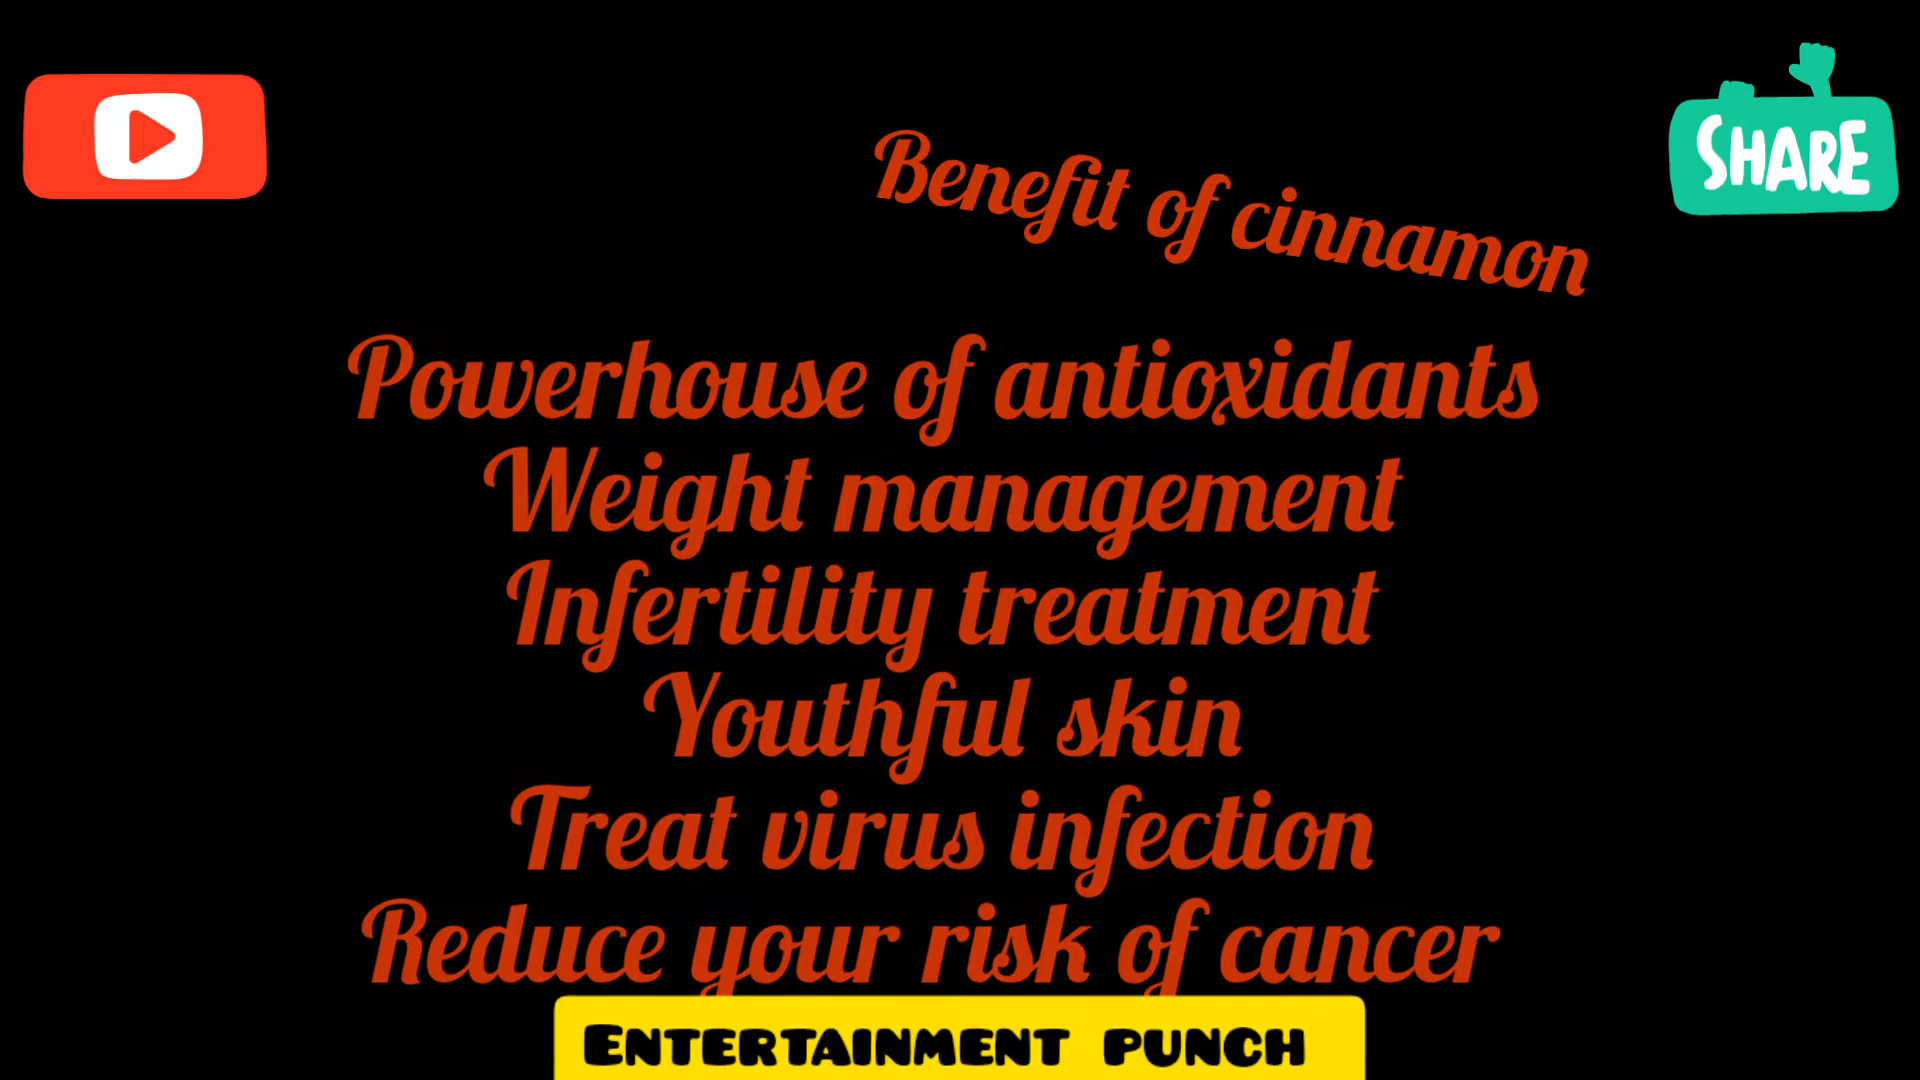 SHARE
Benefit of cinnamon
Powerhouse of antioxidants
Weight management
Infertility treatment
Youthful skin
Treat virus infection
Reduce your risk of cancer
ENTERTAINMENT PUNCH